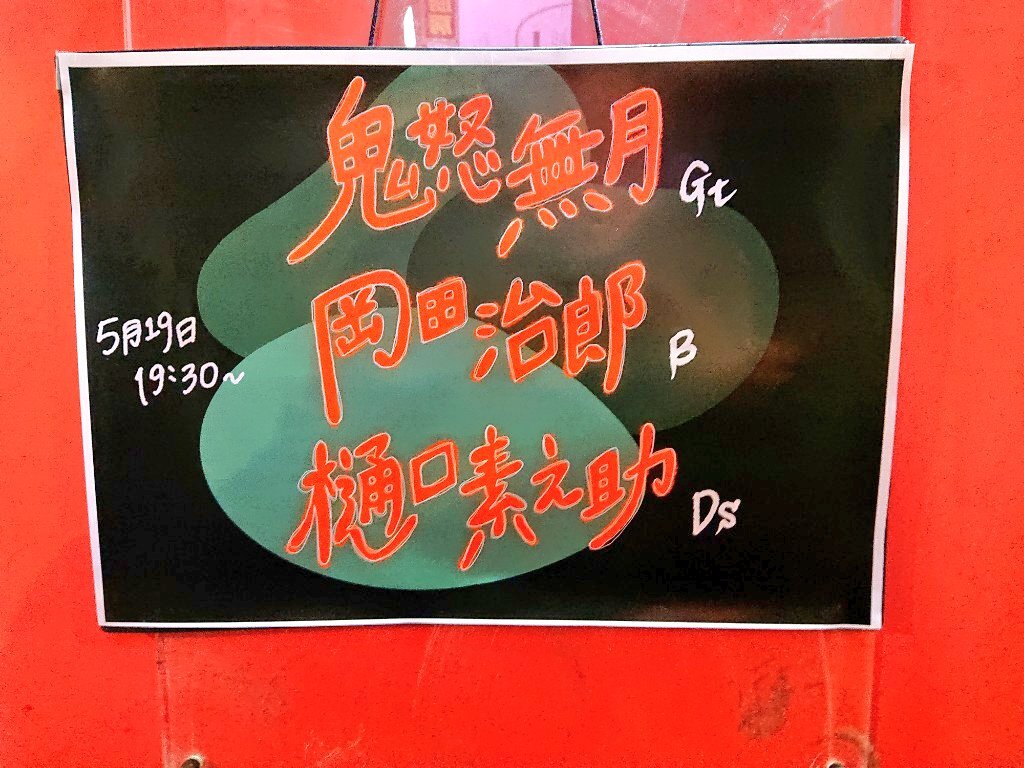 鬼怒無月 Gt
岡田治郎 B
5月19日
19:30~
樋口素之助 Ds